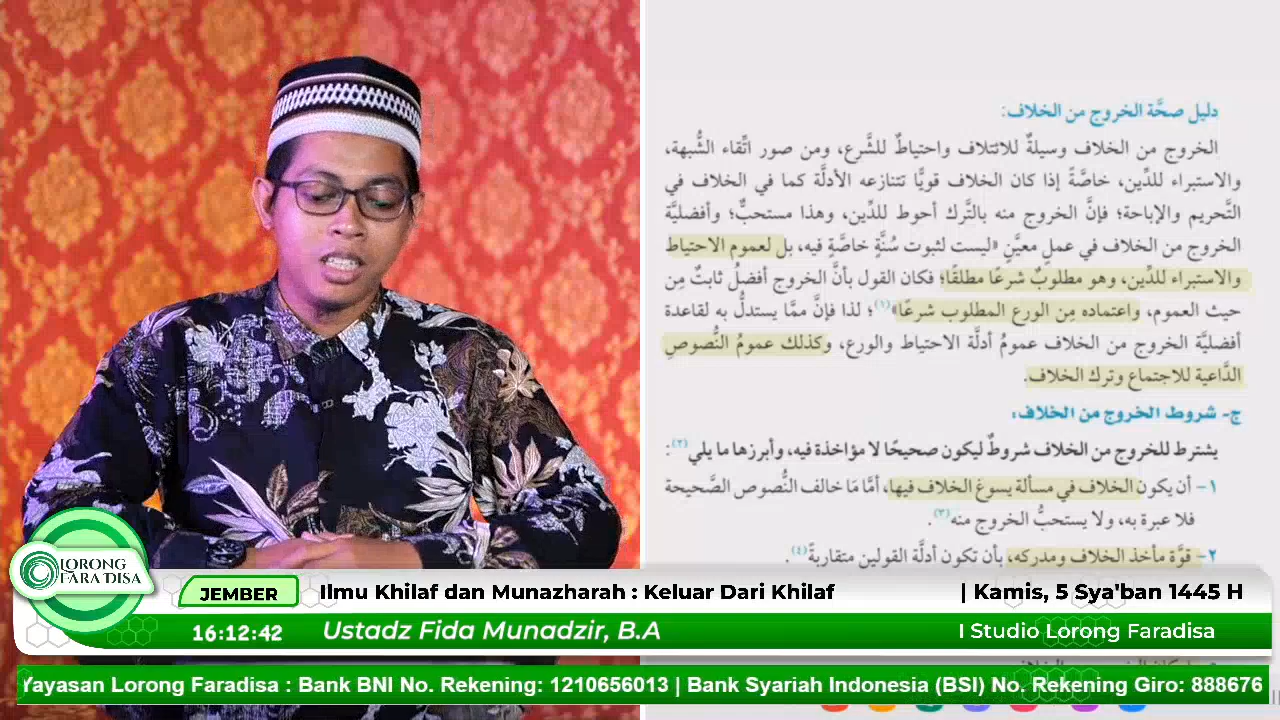 دليل صحَّة الخروج من الخلاف:
الخروج من الخلاف وسيلةٌ للائتلاف واحتياطٌ للشَّرع، ومن صور اتِّقاء الشُّبهة،
والاستبراء للدِّين، خاصَّةً إذا كان الخلاف قويًّا تتنازعه الأدلَّة كما في الخلاف في
التَّحريم والإباحة؛ فإنَّ الخروج منه بالتَّرك أحوط للدِّين، وهذا مستحبٌّ؛ وأفضليَّة
الخروج من الخلاف في عملٍ معيَّنٍ «ليست لثبوت سُنَّةٍ خاصَّةٍ فيه، بل لعموم الاحتياط
والاستبراء للدِّين، وهو مطلوبٌ شرعًا مطلقًا؛ فكان القول بأنَّ الخروج أفضلُ ثابتٌ مِن
حيث العموم، واعتماده مِن الورع المطلوب شرعًا»(١)؛ لذا فإنَّ ممَّا يستدلُّ به لقاعدة
أفضليَّة الخروج من الخلاف عمومُ أدلَّة الاحتياط والورع، وكذلك عمومُ النُّصوصِ
الدَّاعية للاجتماع وترك الخلاف.
ج- شروط الخروج من الخلاف:
يشترط للخروج من الخلاف شروطٌ ليكون صحيحًا لا مؤاخذة فيه، وأبرزها ما يلي(٢):
١- أن يكون الخلاف في مسألة يسوغ الخلاف فيها، أمَّا مَا خالف النُّصوص الصَّحيحة
فلا عبرة به، ولا يستحبُّ الخروج منه(٣).
٢- قوَّة مأخذ الخلاف ومدركه، بأن تكون أدلَّة القولين متقاربةً(٤).
LORONG
FARADISA
JEMBER
Ilmu Khilaf dan Munazharah : Keluar Dari Khilaf
| Kamis, 5 Sya'ban 1445 H
16:12:42
Ustadz Fida Munadzir, B.A
I Studio Lorong Faradisa
Yayasan Lorong Faradisa : Bank BNI No. Rekening: 1210656013 | Bank Syariah Indonesia (BSI) No. Rekening Giro: 888676